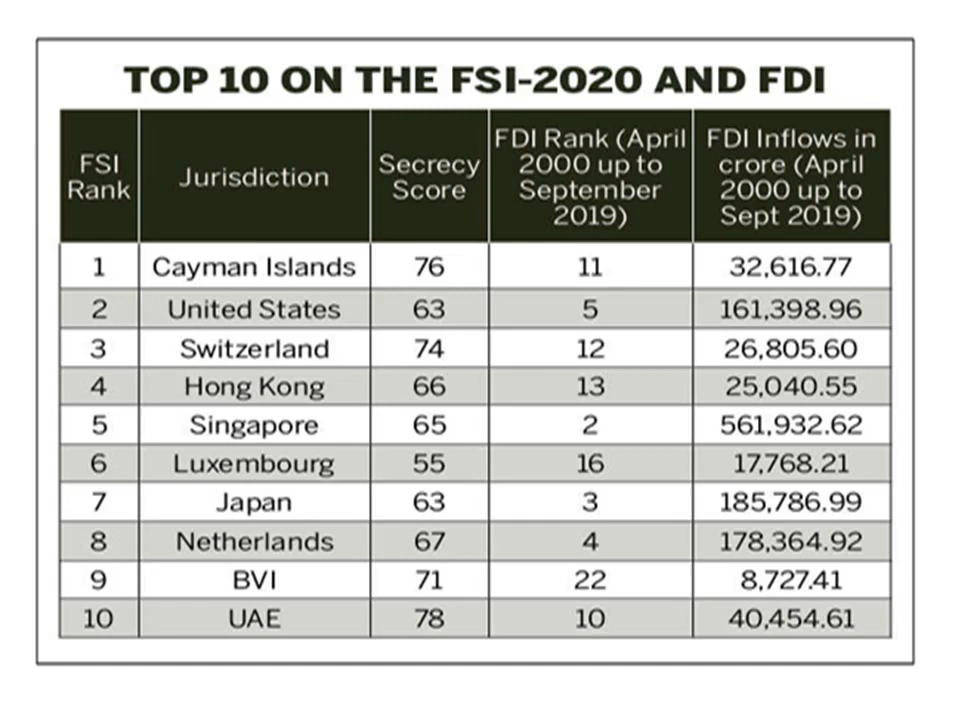 TOP 10 ON THE FSI-2020 AND FDI
FSI Rank Jurisdiction Secrecy Score FDI Rank (April 2000 up to September 2019) FDI Inflows in crore (April 2000 up to Sept 2019)
1 Cayman Islands 76 11 32,616.77
2 United States 63 5 161,398.96
3 Switzerland 74 12 26,805.60
4 Hong Kong 66 13 25,040.55
5 Singapore 65 2 561,932.62
6 Luxembourg 55 16 17,768.21
7 Japan 63 3 185,786.99
8 Netherlands 67 4 178,364.92
9 BVI 71 22 8,727.41
10 UAE 78 10 40,454.61